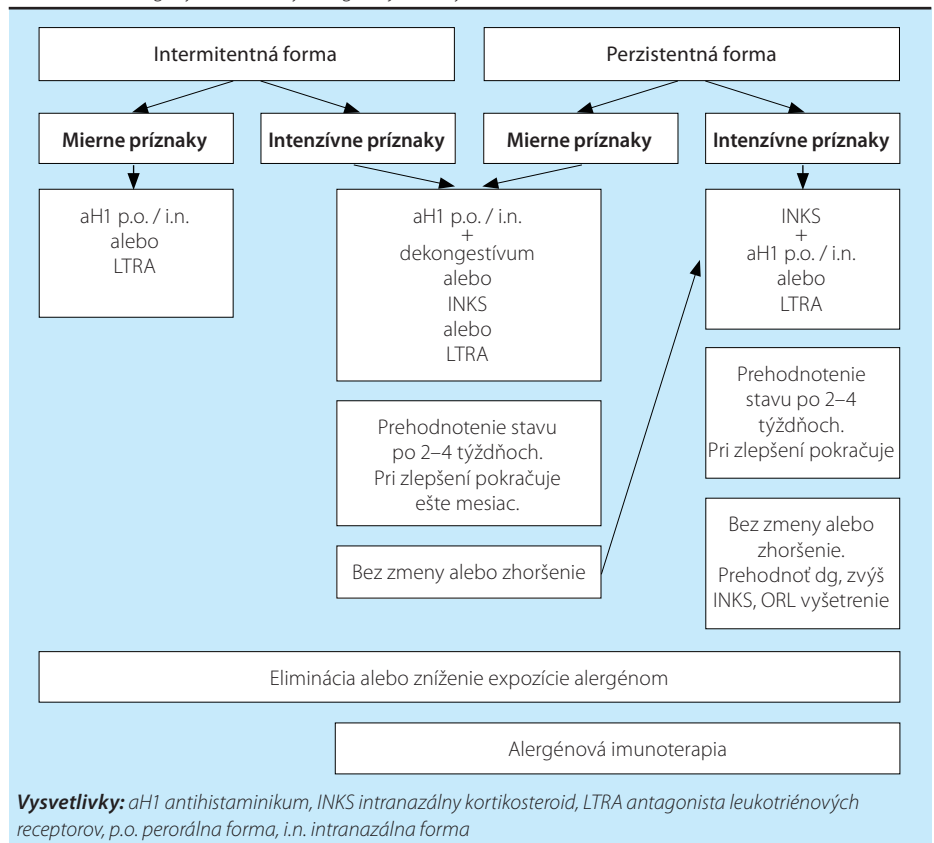 Intermitentná forma
Perzistentná forma
Mierne príznaky
Intenzívne príznaky
Mierne príznaky
Intenzívne príznaky
aH1 p.o. / i.n.
alebo
LTRA
aH1 p.o. / i.n.
+
dekongestívum
alebo
INKS
alebo
LTRA
INKS
+
aH1 p.o. / i.n.
alebo
LTRA
Prehodnotenie stavu
po 2–4 týždňoch.
Pri zlepšení pokračuje
ešte mesiac.
Prehodnotenie
stavu po 2–4
týždňoch.
Pri zlepšení pokračuje
Bez zmeny alebo zhoršenie
Bez zmeny alebo
zhoršenie.
Prehodnoť dg, zvýš
INKS, ORL vyšetrenie
Eliminácia alebo zníženie expozície alergénom
Alergénová imunoterapia
Vysvetlivky: aH1 antihistaminikum, INKS intranazálny kortikosteroid, LTRA antagonista leukotriénových
receptorov, p.o. perorálna forma, i.n. intranazálna forma